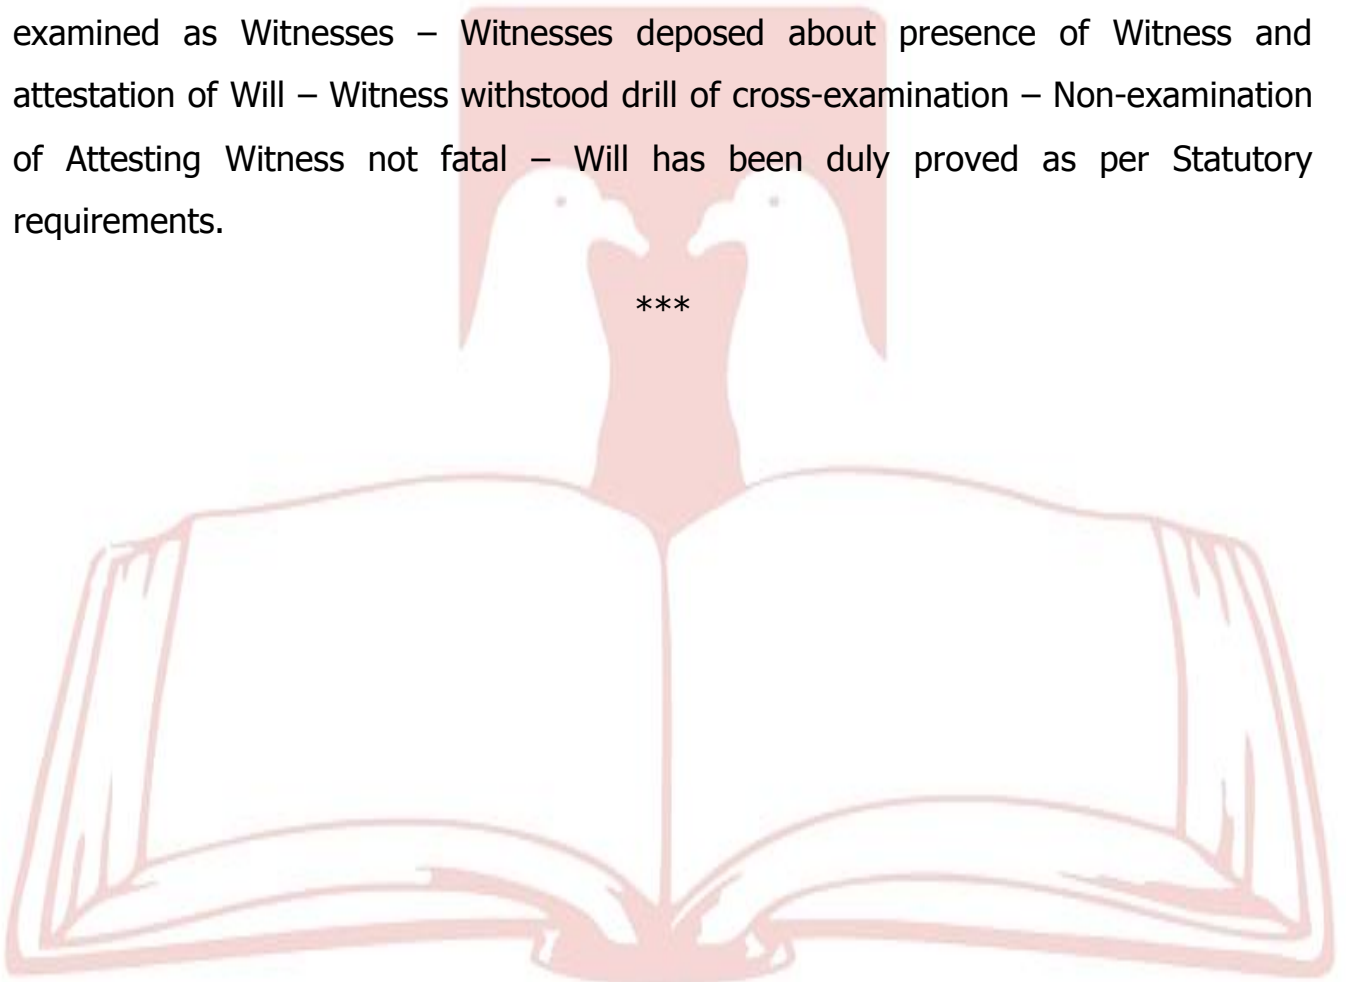 examined as Witnesses – Witnesses deposed about presence of Witness and
attestation of Will – Witness withstood drill of cross-examination – Non-examination
of Attesting Witness not fatal – Will has been duly proved as per Statutory
requirements.
***